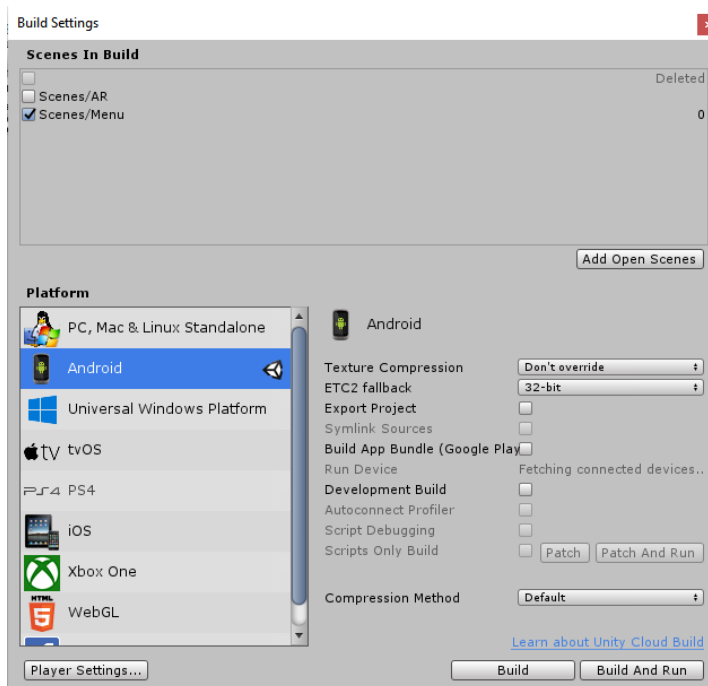 Build Settings
Scenes In Build
Deleted
Scenes/AR
Scenes/Menu 0
Add Open Scenes
Platform
PC, Mac & Linux Standalone
Android
Universal Windows Platform
tv tvOS
PS4 PS4
iOS
Xbox One
HTML
5 WebGL
Android
Texture Compression Don't override
ETC2 fallback 32-bit
Export Project
Symlink Sources
Build App Bundle (Google Play
Run Device Fetching connected devices..
Development Build
Autoconnect Profiler
Script Debugging
Scripts Only Build Patch Patch And Run
Compression Method Default
Learn about Unity Cloud Build
Player Settings... Build Build And Run